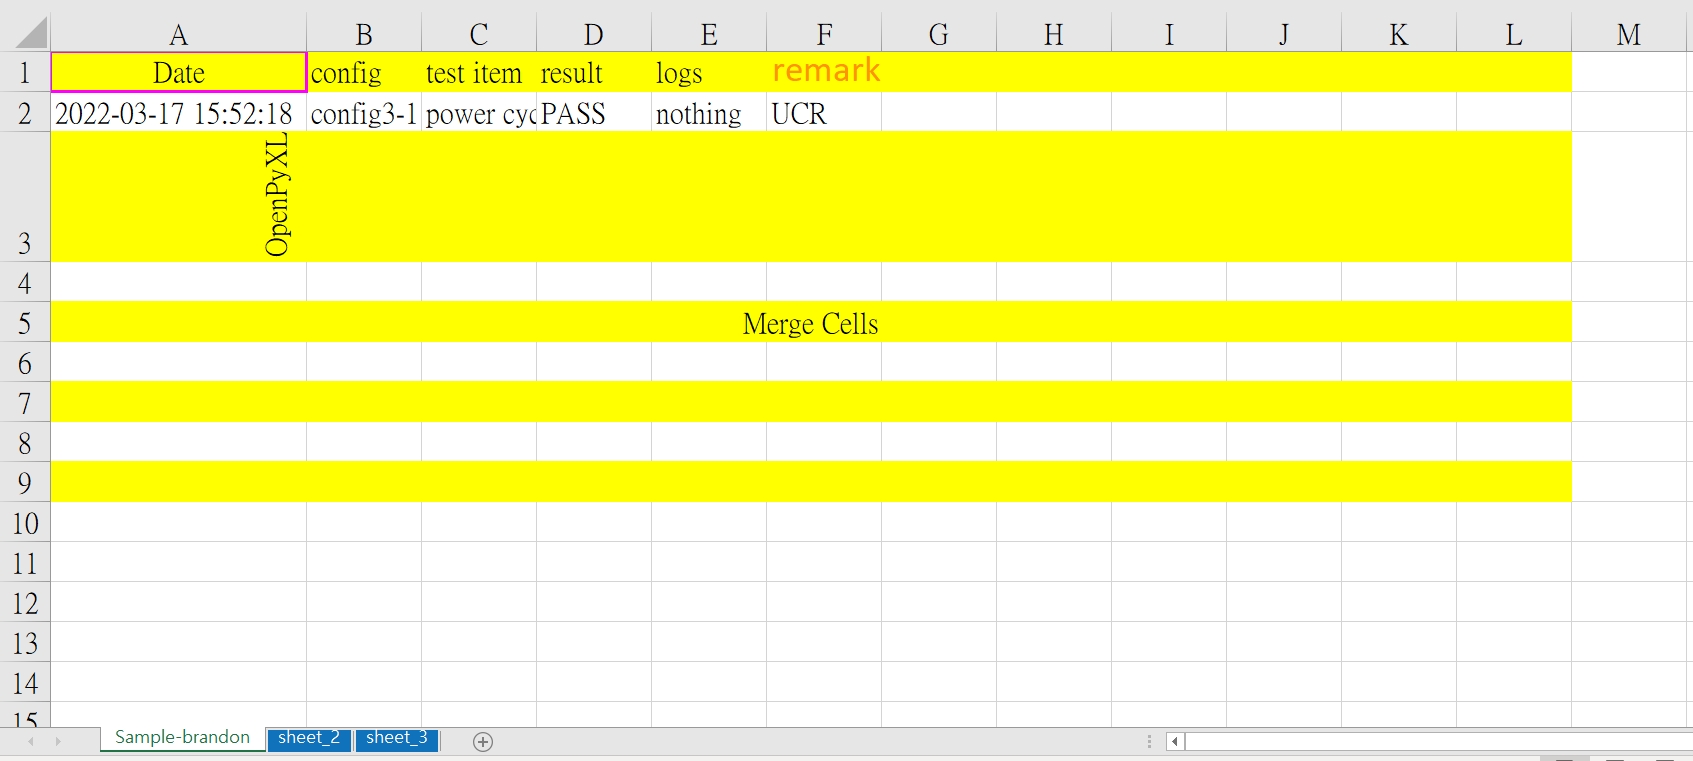 A B C D E F G H I J K L M
1 Date config test item result logs remark
2 2022-03-17 15:52:18 config3-1 power cyc PASS nothing UCR
3 OpenPyXL
4
5 Merge Cells
6
7
8
9
10
11
12
13
14
15
Sample-brandon sheet_2 sheet_3